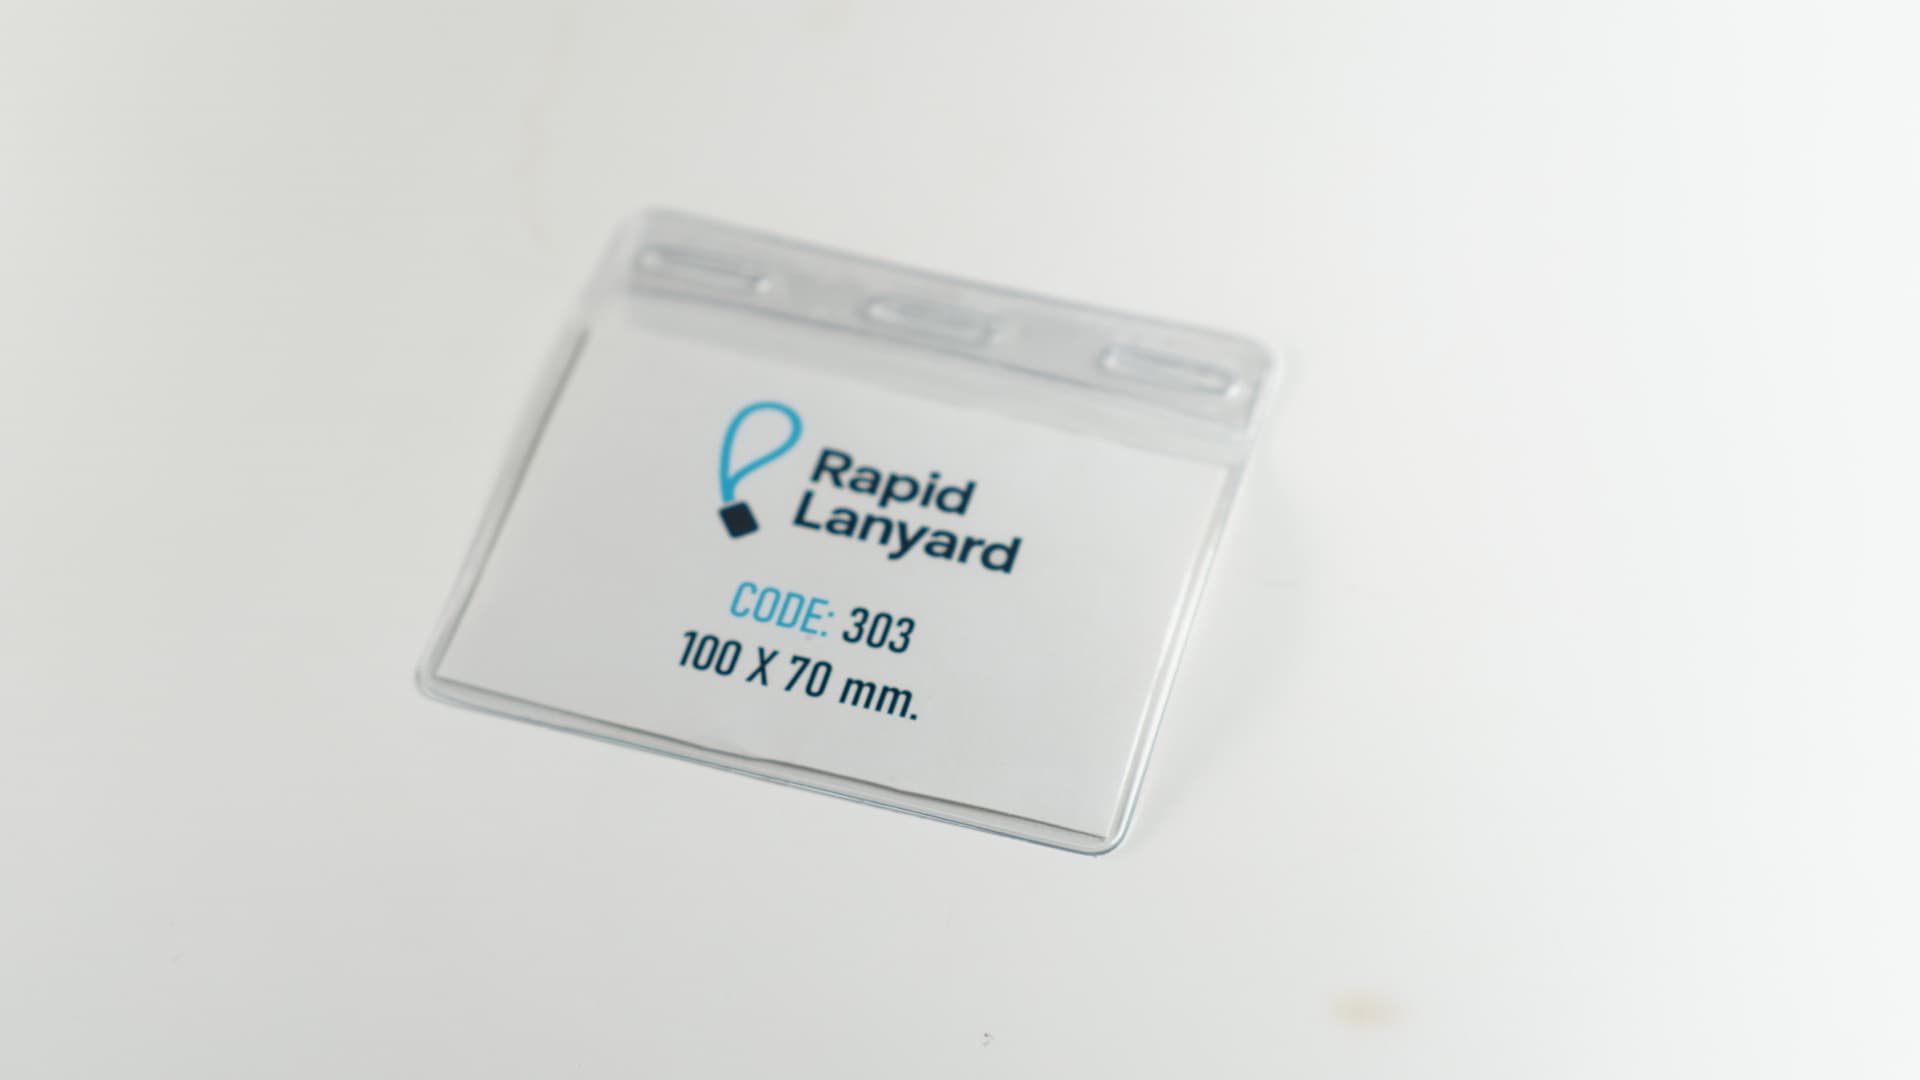 Rapid
Lanyard
CODE: 303
100 X 70 mm.